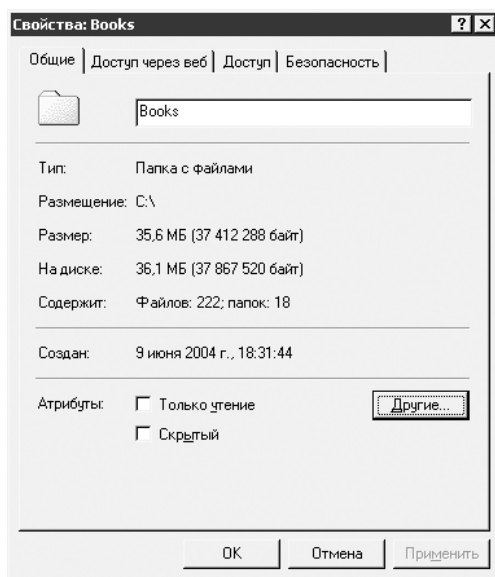 Свойства: Books
Общие Доступ через веб Доступ Безопасность
Books
Тип: Папка с файлами
Размещение: C:\
Размер: 35,6 МБ (37 412 288 байт)
На диске: 36,1 МБ (37 867 520 байт)
Содержит: Файлов: 222; папок: 18
Создан: 9 июня 2004 г., 18:31:44
Атрибуты: Только чтение Другие...
Скрытый
OK Отмена Применить